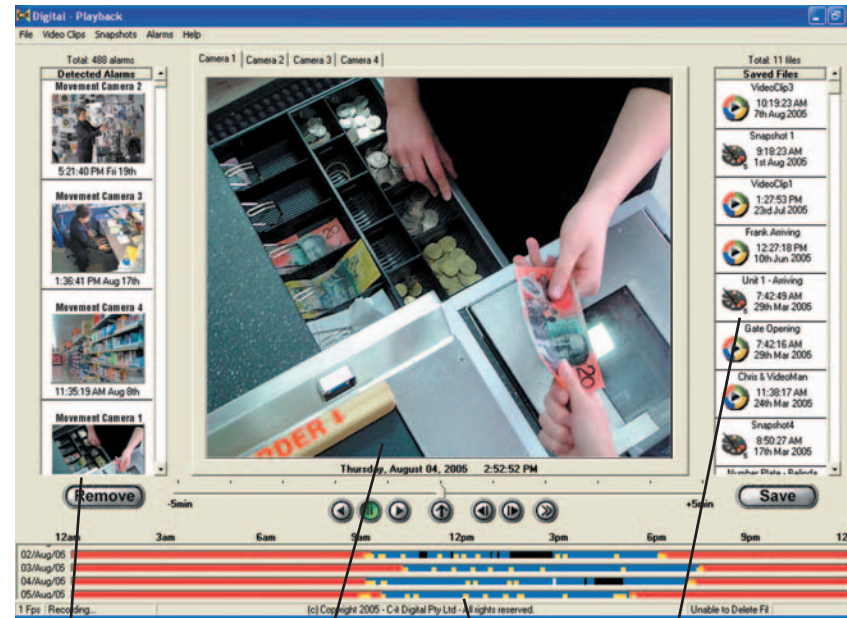 Digital - Playback
File Video Clips Snapshots Alarms Help
Total: 488 alarms
Detected Alarms
Movement Camera 2
5:21:40 PM Fri 19th
Movement Camera 3
1:36:41 PM Aug 17th
Movement Camera 4
11:35:19 AM Aug 8th
Movement Camera 1
Remove
Camera 1 Camera 2 Camera 3 Camera 4
20
20
ORDER
Thursday, August 04, 2005 2:52:52 PM
Total: 11 files
Saved Files
VideoClip3
10:19:23 AM
7th Aug 2005
Snapshot 1
9:18:23 AM
1st Aug 2005
VideoClip1
1:27:53 PM
23rd Jul 2005
Frank Arriving
12:27:18 PM
10th Jun 2005
Unit 1 - Arriving
7:42:49 AM
29th Mar 2005
Gate Opening
7:42:16 AM
29th Mar 2005
Chris & VideoMan
11:38:17 AM
24th Mar 2005
Snapshot4
8:50:27 AM
17th Mar 2005
Number Plate - Belinda
Save
-5min +5min
12am 3am 6am 9am 12pm 3pm 6pm 9pm 12
02/Aug/05
03/Aug/05
04/Aug/05
05/Aug/05
1 Fps Recording... (c) Copyright 2005 - C-it Digital Pty Ltd - All rights reserved. Unable to Delete Fil